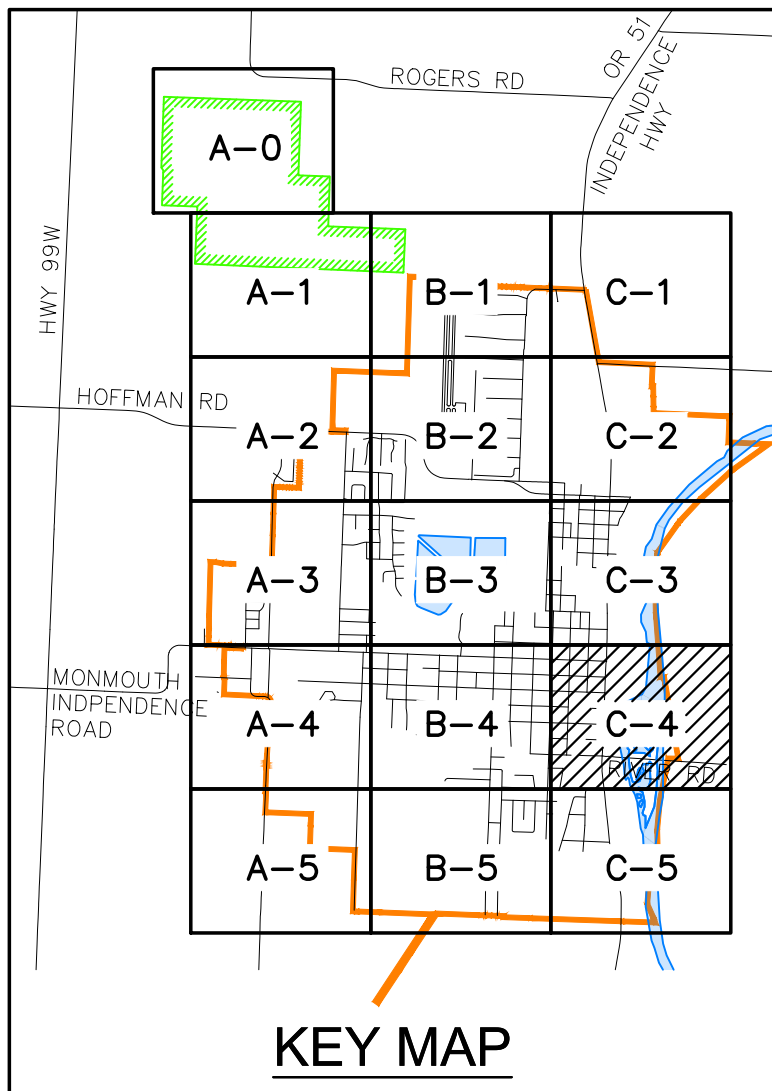 OR 51
ROGERS RD
INDEPENDENCE
HWY
A-0
HWY 99W
A-1
B-1
C-1
HOFFMAN RD
A-2
B-2
C-2
A-3
B-3
C-3
MONMOUTH
INDPENDENCE
ROAD
A-4
B-4
C-4
RIVER RD
A-5
B-5
C-5
KEY MAP